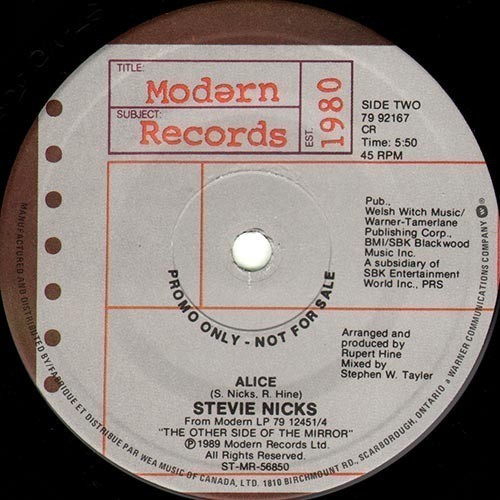 TITLE:
Modərn
SUBJECT:
Records
EST.
1980
SIDE TWO
79 92167
CR
Time: 5:50
45 RPM
Pub.,
Welsh Witch Music/
Warner-Tamerlane
Publishing Corp.,
BMI/SBK Blackwood
Music Inc.
A subsidiary of
SBK Entertainment
World Inc., PRS
PROMO ONLY - NOT FOR SALE
Arranged and
produced by
Rupert Hine
Mixed by
Stephen W. Tayler
ALICE
(S. Nicks, R. Hine)
STEVIE NICKS
From Modern LP 79 12451/4
"THE OTHER SIDE OF THE MIRROR"
Ⓟ1989 Modern Records Ltd.
All Rights Reserved.
ST-MR-56850
MANUFACTURED AND DISTRIBUTED BY/FABRIQUÉ ET DISTRIBUÉ PAR WEA MUSIC OF CANADA, LTD. 1810 BIRCHMOUNT RD., SCARBOROUGH, ONTARIO a WARNER COMMUNICATIONS COMPANY